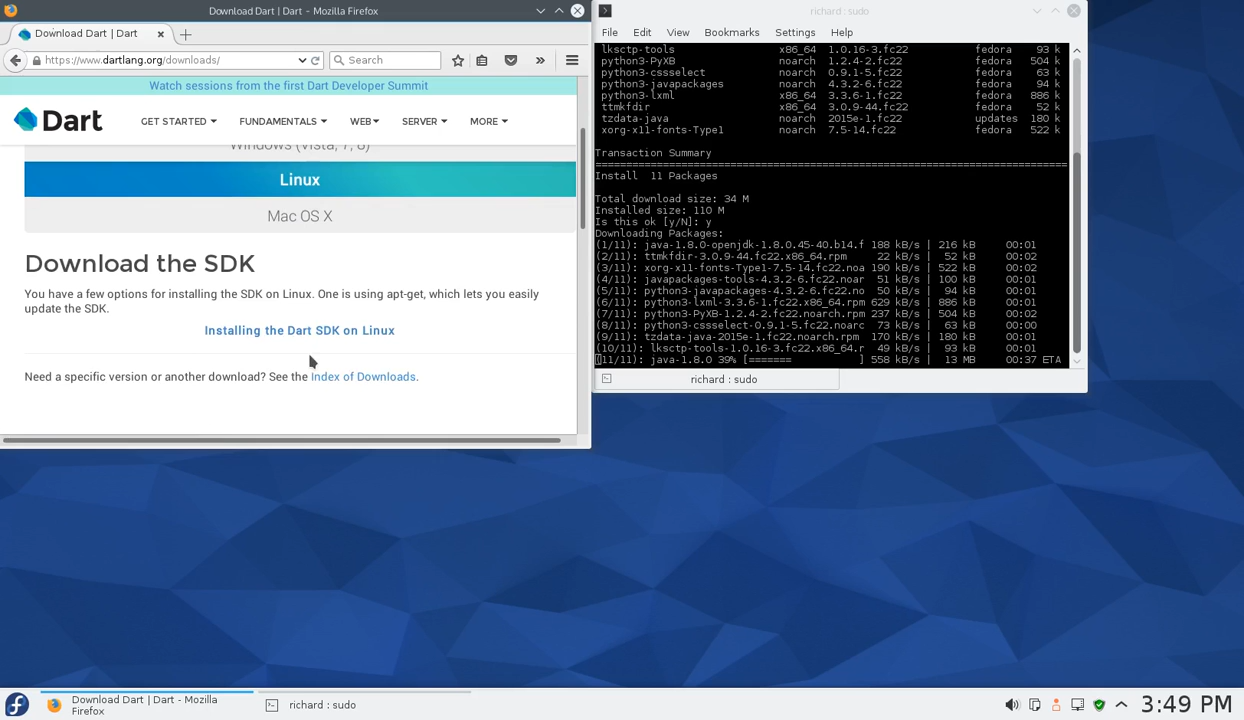 Download Dart | Dart - Mozilla Firefox
Download Dart | Dart
https://www.dartlang.org/downloads/
Search
Watch sessions from the first Dart Developer Summit
Dart
GET STARTED
FUNDAMENTALS
WEB
SERVER
MORE
Windows (Vista, 7, 8)
Linux
Mac OS X
Download the SDK
You have a few options for installing the SDK on Linux. One is using apt-get, which lets you easily
update the SDK.
Installing the Dart SDK on Linux
Need a specific version or another download? See the Index of Downloads.
richard : sudo
File Edit View Bookmarks Settings Help
lksctp-tools x86_64 1.0.16-3.fc22 fedora 93 k
python3-PyXB noarch 1.2.4-2.fc22 fedora 504 k
python3-cssselect noarch 0.9.1-5.fc22 fedora 63 k
python3-javapackages noarch 4.3.2-6.fc22 fedora 94 k
python3-lxml x86_64 3.3.6-1.fc22 fedora 886 k
ttmkfdir x86_64 3.0.9-44.fc22 fedora 52 k
tzdata-java noarch 2015e-1.fc22 updates 180 k
xorg-x11-fonts-Type1 noarch 7.5-14.fc22 fedora 522 k
Transaction Summary
Install 11 Packages
Total download size: 34 M
Installed size: 110 M
Is this ok [y/N]: y
Downloading Packages:
(1/11): java-1.8.0-openjdk-1.8.0.45-40.b14.f 188 kB/s | 216 kB 00:01
(2/11): ttmkfdir-3.0.9-44.fc22.x86_64.rpm 22 kB/s | 52 kB 00:02
(3/11): xorg-x11-fonts-Type1-7.5-14.fc22.noa 190 kB/s | 522 kB 00:02
(4/11): javapackages-tools-4.3.2-6.fc22.noar 51 kB/s | 100 kB 00:01
(5/11): python3-javapackages-4.3.2-6.fc22.no 50 kB/s | 94 kB 00:01
(6/11): python3-lxml-3.3.6-1.fc22.x86_64.rpm 629 kB/s | 886 kB 00:01
(7/11): python3-PyXB-1.2.4-2.fc22.noarch.rpm 237 kB/s | 504 kB 00:02
(8/11): python3-cssselect-0.9.1-5.fc22.noarc 73 kB/s | 63 kB 00:00
(9/11): tzdata-java-2015e-1.fc22.noarch.rpm 170 kB/s | 180 kB 00:01
(10/11): lksctp-tools-1.0.16-3.fc22.x86_64.r 49 kB/s | 93 kB 00:01
(11/11): java-1.8.0 39% [======= ] 558 kB/s | 13 MB 00:37 ETA
richard : sudo
Download Dart | Dart - Mozilla
Firefox
richard : sudo
3:49 PM